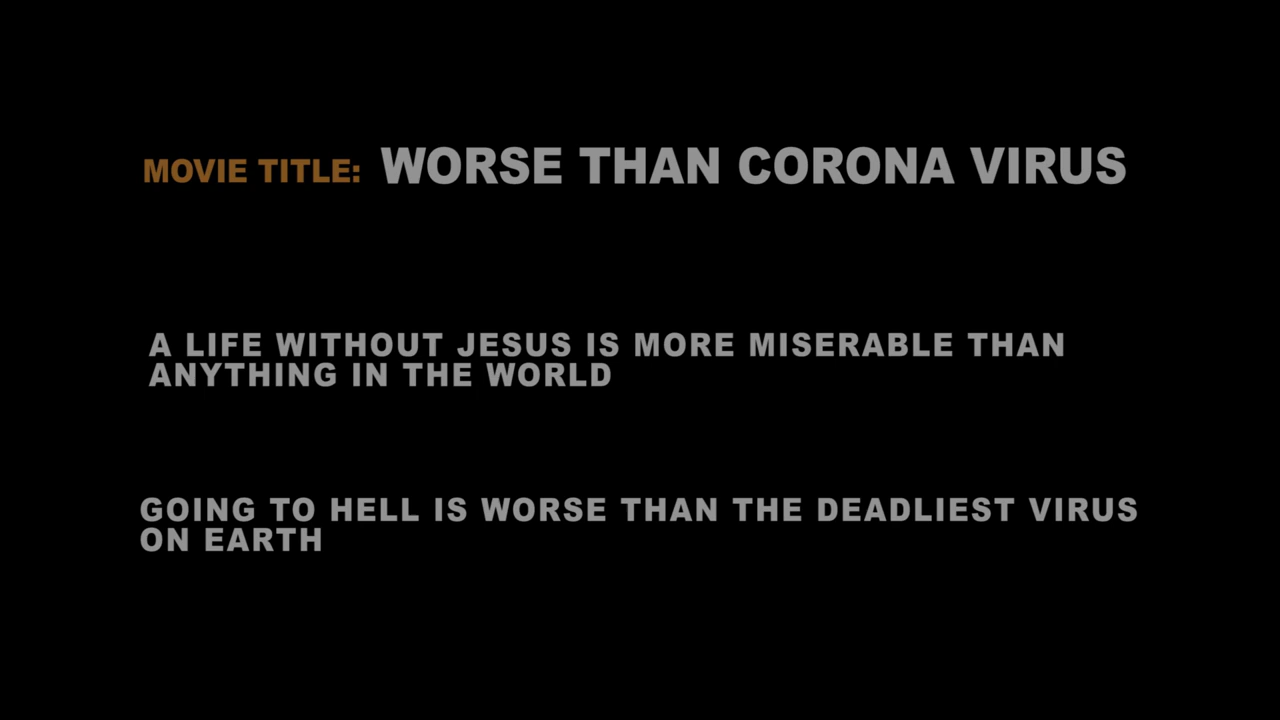 MOVIE TITLE: WORSE THAN CORONA VIRUS
A LIFE WITHOUT JESUS IS MORE MISERABLE THAN
ANYTHING IN THE WORLD
GOING TO HELL IS WORSE THAN THE DEADLIEST VIRUS
ON EARTH